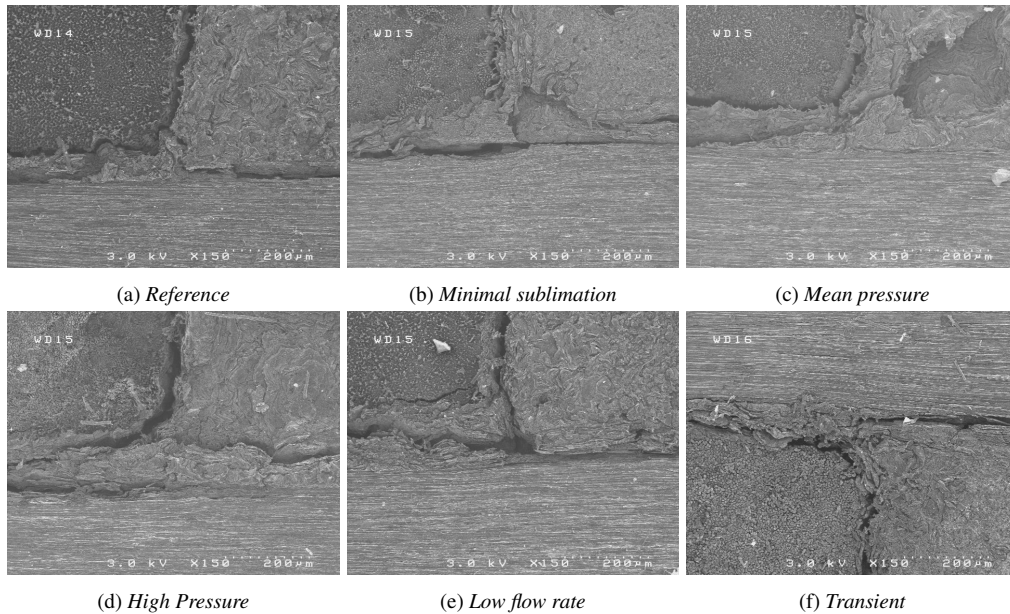 WD14
3.0 kV X150 200µm
WD15
3.0 kV X150 200µm
WD15
3.0 kV X150 200µm
(a) Reference
(b) Minimal sublimation
(c) Mean pressure
WD15
3.0 kV X150 200µm
WD15
3.0 kV X150 200µm
WD16
3.0 kV X150 200µm
(d) High Pressure
(e) Low flow rate
(f) Transient